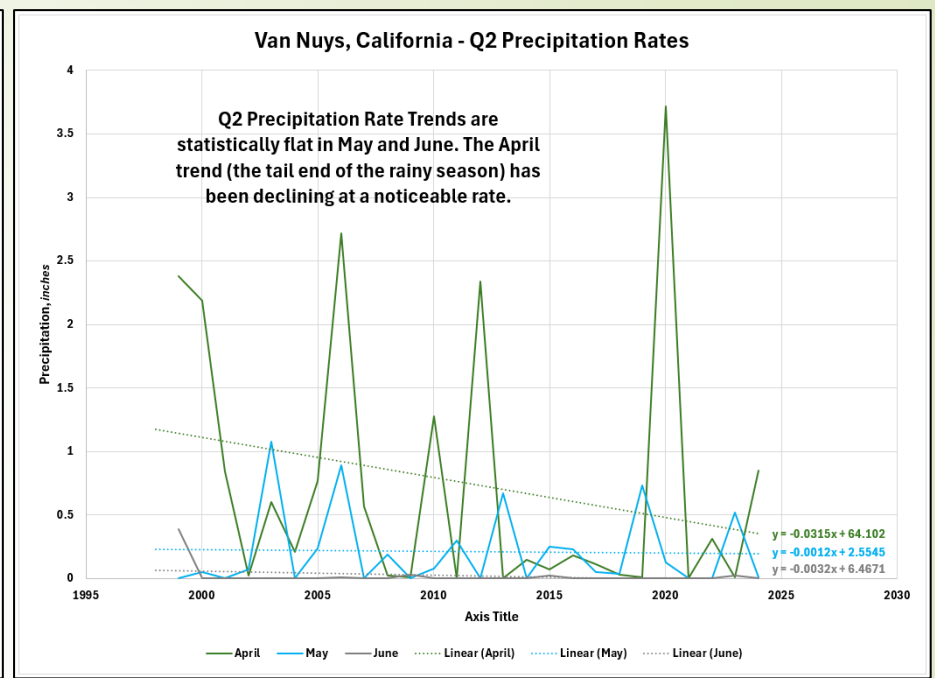 Van Nuys, California - Q2 Precipitation Rates
Q2 Precipitation Rate Trends are
statistically flat in May and June. The April
trend (the tail end of the rainy season) has
been declining at a noticeable rate.
Precipitation, inches
4
3.5
3
2.5
2
1.5
1
0.5
0
y = -0.0315x + 64.102
y = -0.0012x + 2.5545
y = -0.0032x + 6.4671
1995 2000 2005 2010 2015 2020 2025 2030
Axis Title
April May June Linear (April) Linear (May) Linear (June)